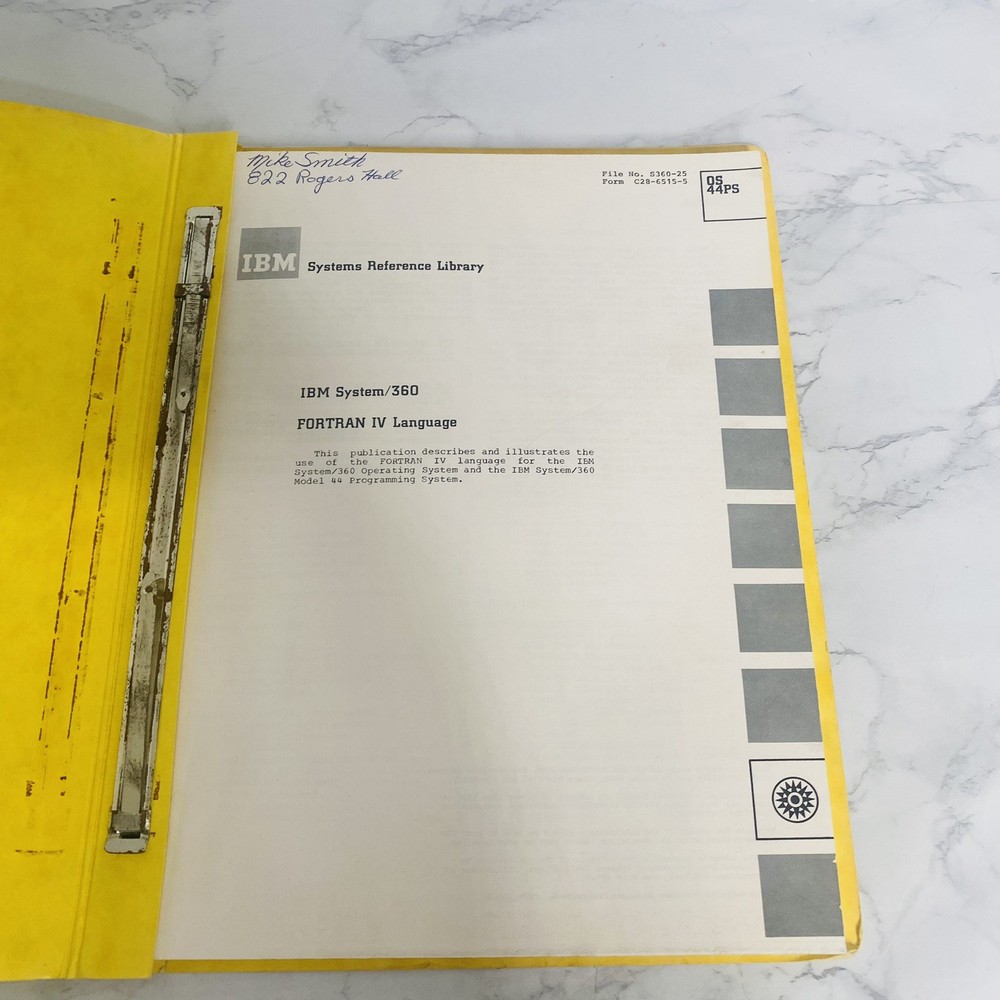 Mike Smith
822 Rogers Hall
File No. S360-25
Form C28-6515-5
OS
44PS
IBM
Systems Reference Library
IBM System/360
FORTRAN IV Language
This publication describes and illustrates the
use of the FORTRAN IV language for the IBM
System/360 Operating System and the IBM System/360
Model 44 Programming System.